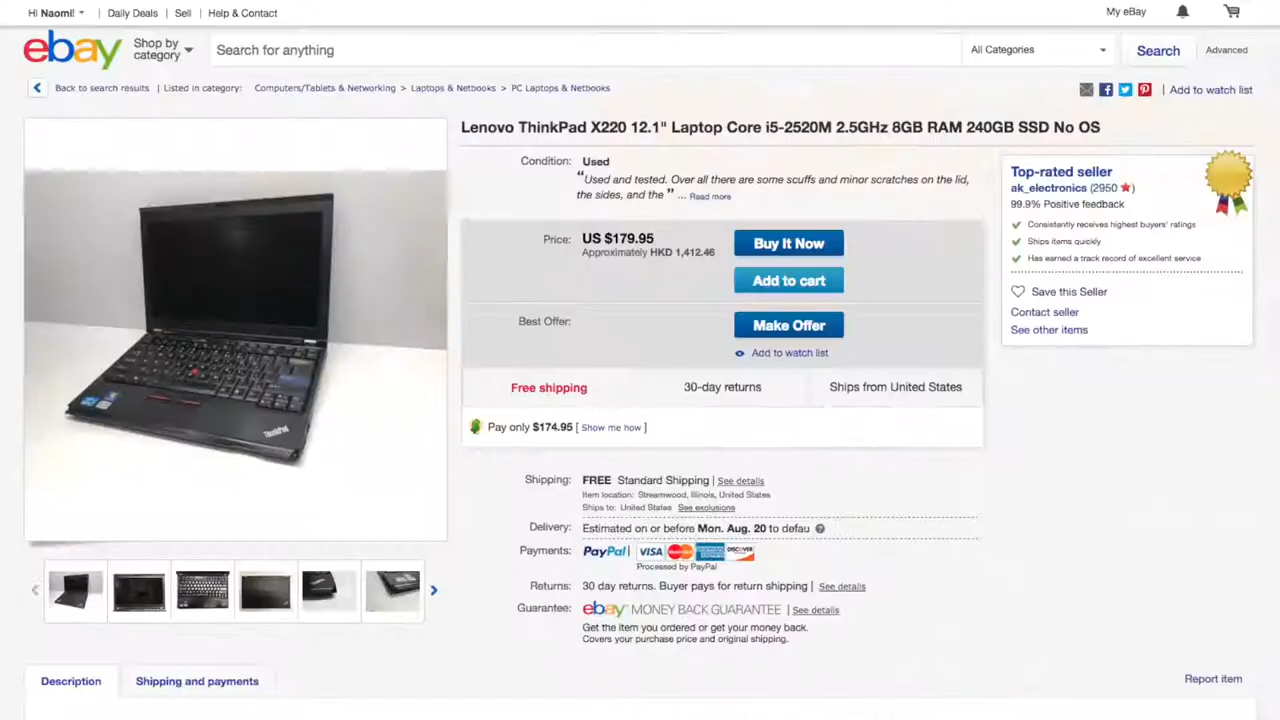 Hi Naomi! | Daily Deals | Sell | Help & Contact
My eBay
ebay
Shop by
category
Search for anything
All Categories
Search
Advanced
Back to search results | Listed in category: Computers/Tablets & Networking > Laptops & Netbooks > PC Laptops & Netbooks
| Add to watch list
Lenovo ThinkPad X220 12.1" Laptop Core i5-2520M 2.5GHz 8GB RAM 240GB SSD No OS
Condition: Used
“Used and tested. Over all there are some scuffs and minor scratches on the lid,
the sides, and the ” ... Read more
Price: US $179.95
Approximately HKD 1,412.46
Buy It Now
Add to cart
Best Offer:
Make Offer
Add to watch list
Free shipping
30-day returns
Ships from United States
Pay only $174.95 [ Show me how ]
Shipping: FREE Standard Shipping | See details
Item location: Streamwood, Illinois, United States
Ships to: United States See exclusions
Delivery: Estimated on or before Mon. Aug. 20 to defau
Payments: PayPal VISA MasterCard AMERICAN EXPRESS DISCOVER
Processed by PayPal
Returns: 30 day returns. Buyer pays for return shipping | See details
Guarantee: ebay MONEY BACK GUARANTEE | See details
Get the item you ordered or get your money back.
Covers your purchase price and original shipping.
Top-rated seller
ak_electronics (2950 ★)
99.9% Positive feedback
Consistently receives highest buyers' ratings
Ships items quickly
Has earned a track record of excellent service
Save this Seller
Contact seller
See other items
ThinkPad
Description
Shipping and payments
Report item